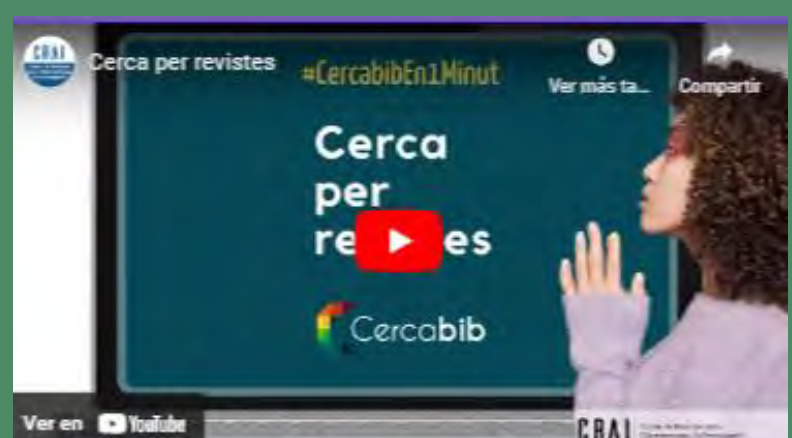 CRAI
Cerca per revistes
#CercabibEn1Minut
Ver más ta...
Compartir
Cerca
per
re es
Cercabib
Ver en YouTube
CRAI